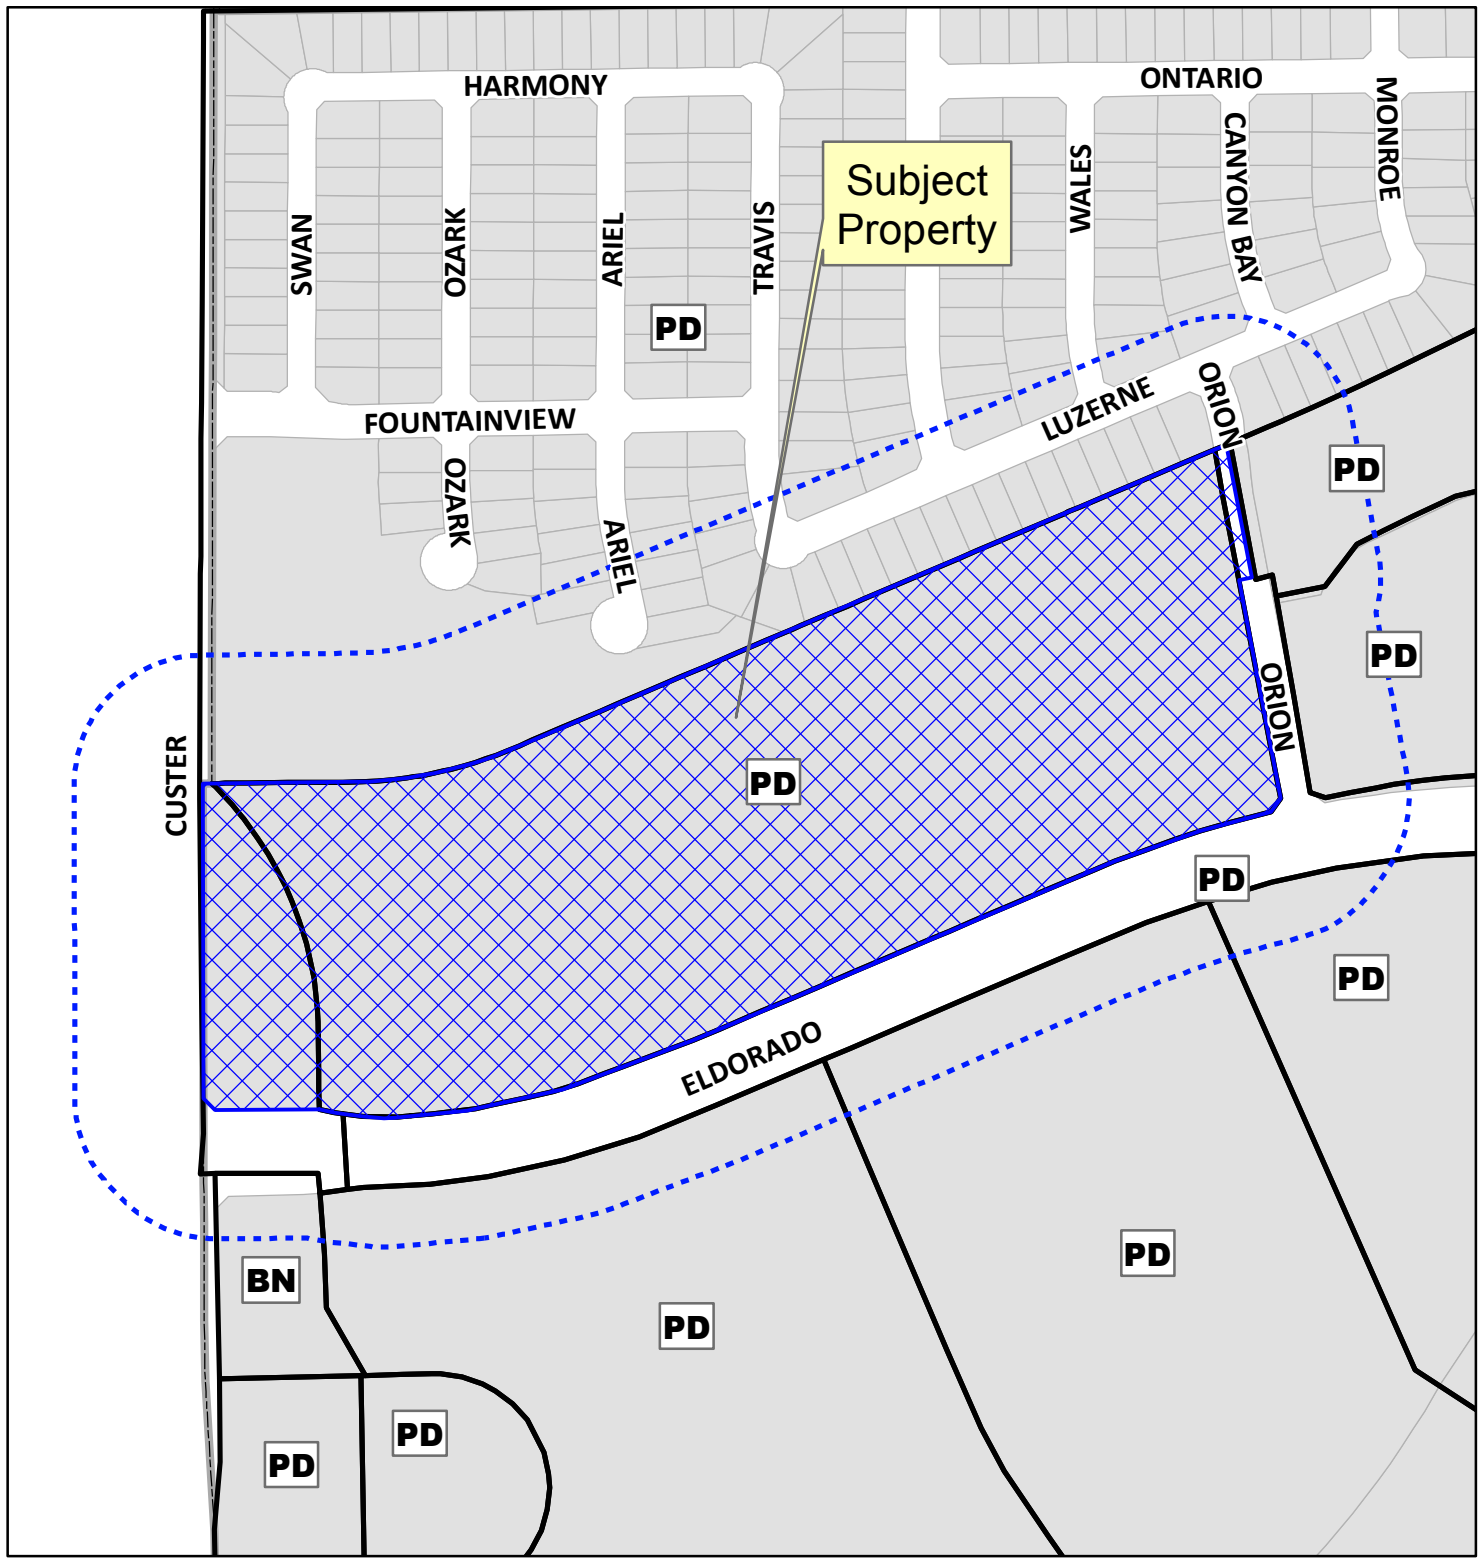 HARMONY
ONTARIO
MONROE
CANYON BAY
WALES
Subject
Property
SWAN
OZARK
ARIEL
TRAVIS
PD
FOUNTAINVIEW
LUZERNE
ORION
OZARK
ARIEL
PD
PD
ORION
CUSTER
PD
PD
PD
ELDORADO
BN
PD
PD
PD
PD